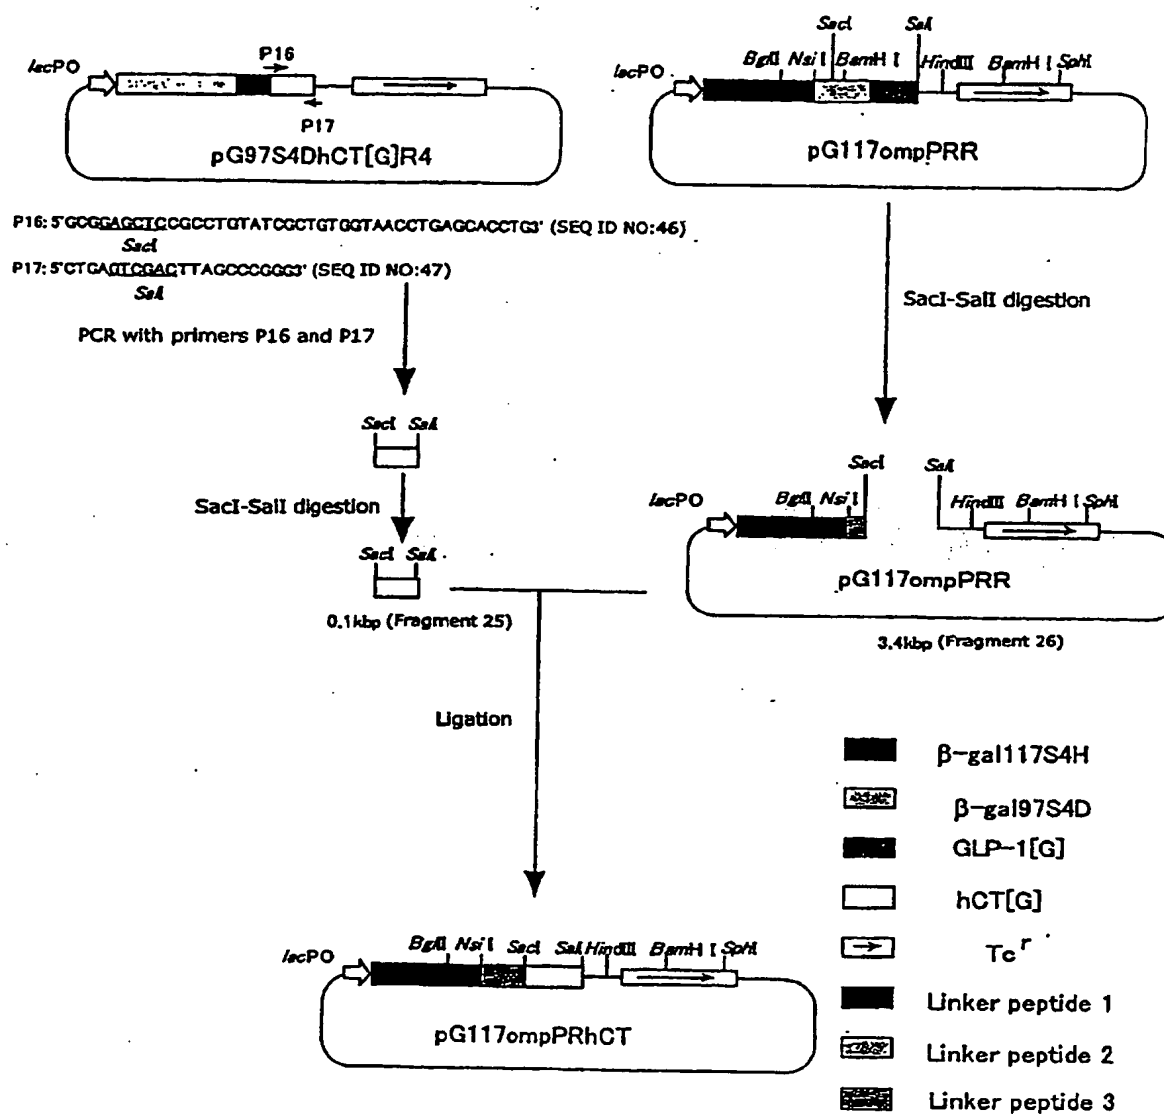 lacPO
P16
P17
pG97S4DhCT[G]R4
SacI
SalI
BglII NsiI BamHI HindIII BamHI SphI
lacPO
pG117ompPRR
P16: 5'GCGGAGCTCCGCCTGTATCGCTGTGGTAACCTGAGCACCTG3' (SEQ ID NO:46)
SacI
P17: 5'CTGAGTCGACTTAGCCCGGG3' (SEQ ID NO:47)
SalI
PCR with primers P16 and P17
SacI-SalI digestion
SacI SalI
SacI-SalI digestion
SacI SalI
0.1kbp (Fragment 25)
SacI SalI
lacPO
BglII NsiI HindIII BamHI SphI
pG117ompPRR
3.4kbp (Fragment 26)
Ligation
lacPO
BglII NsiI SacI SalI HindIII BamHI SphI
pG117ompPRhCT
β-gal117S4H
β-gal97S4D
GLP-1[G]
hCT[G]
Tc r
Linker peptide 1
Linker peptide 2
Linker peptide 3